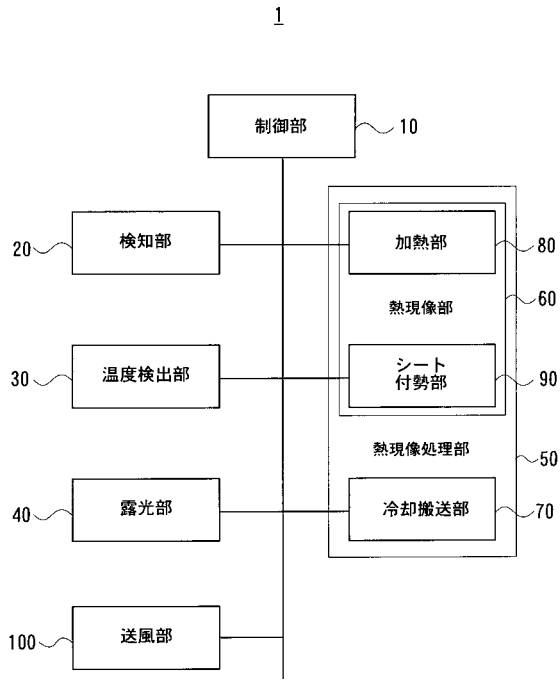 1
制御部
10
検知部
20
加熱部
80
60
熱現像部
温度検出部
30
シート
付勢部
90
熱現像処理部
50
露光部
40
冷却搬送部
70
送風部
100